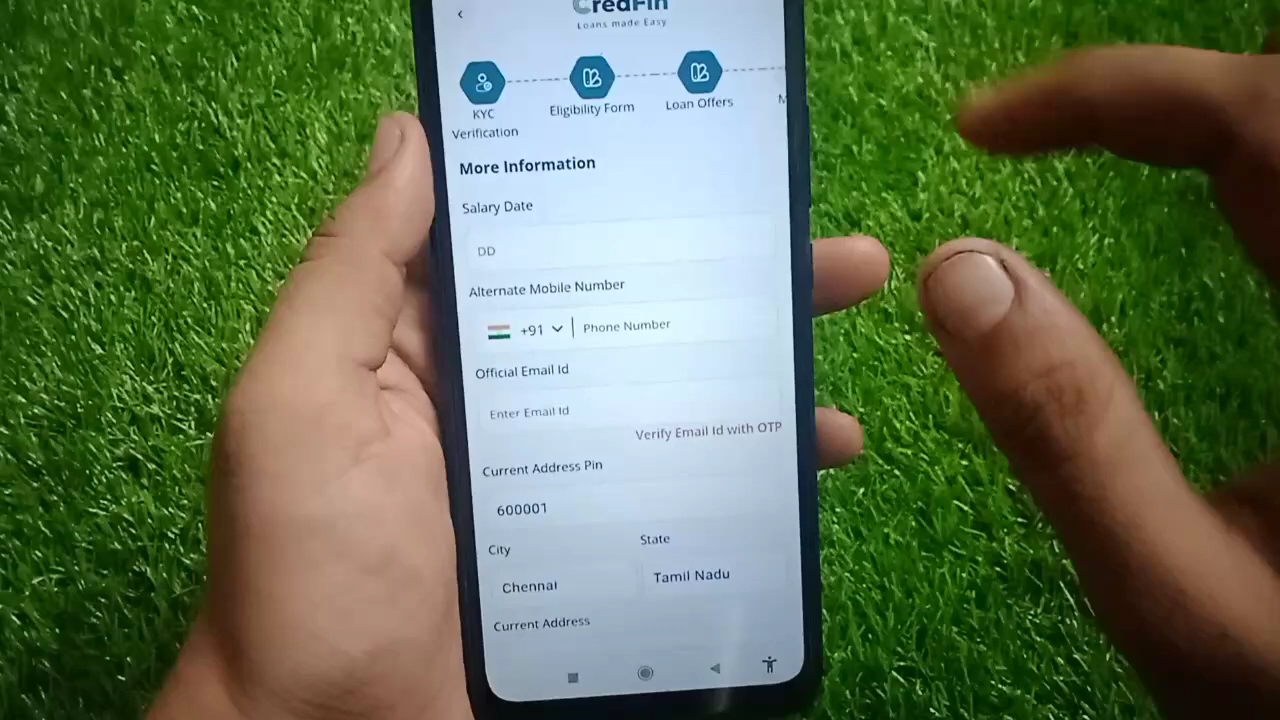 CredFin
Loans made Easy
KYC Verification
Eligibility Form
Loan Offers
M
More Information
Salary Date
DD
Alternate Mobile Number
+91 Phone Number
Official Email Id
Enter Email Id
Verify Email Id with OTP
Current Address Pin
600001
City
State
Chennai
Tamil Nadu
Current Address